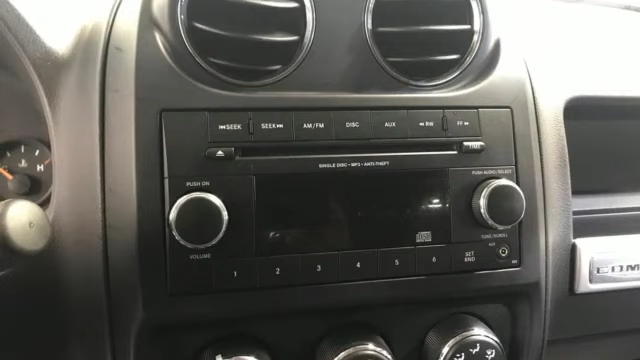 |◄◄SEEK SEEK►►| AM/FM DISC AUX ◄◄ RW FF ►►
TIME
SINGLE DISC • MP3 • ANTI-THEFT
PUSH ON
PUSH AUDIO/SELECT
VOLUME
TUNE/SCROLL
AUX
1 2 3 4 5 6 SET
RND
H